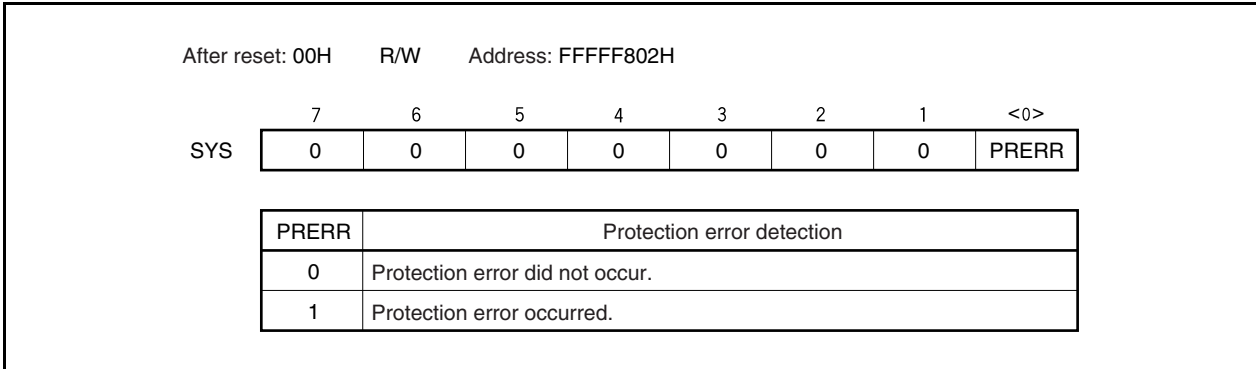 After reset: 00H R/W Address: FFFFF802H
7 6 5 4 3 2 1 <0>
SYS 0 0 0 0 0 0 0 PRERR
PRERR Protection error detection
0 Protection error did not occur.
1 Protection error occurred.